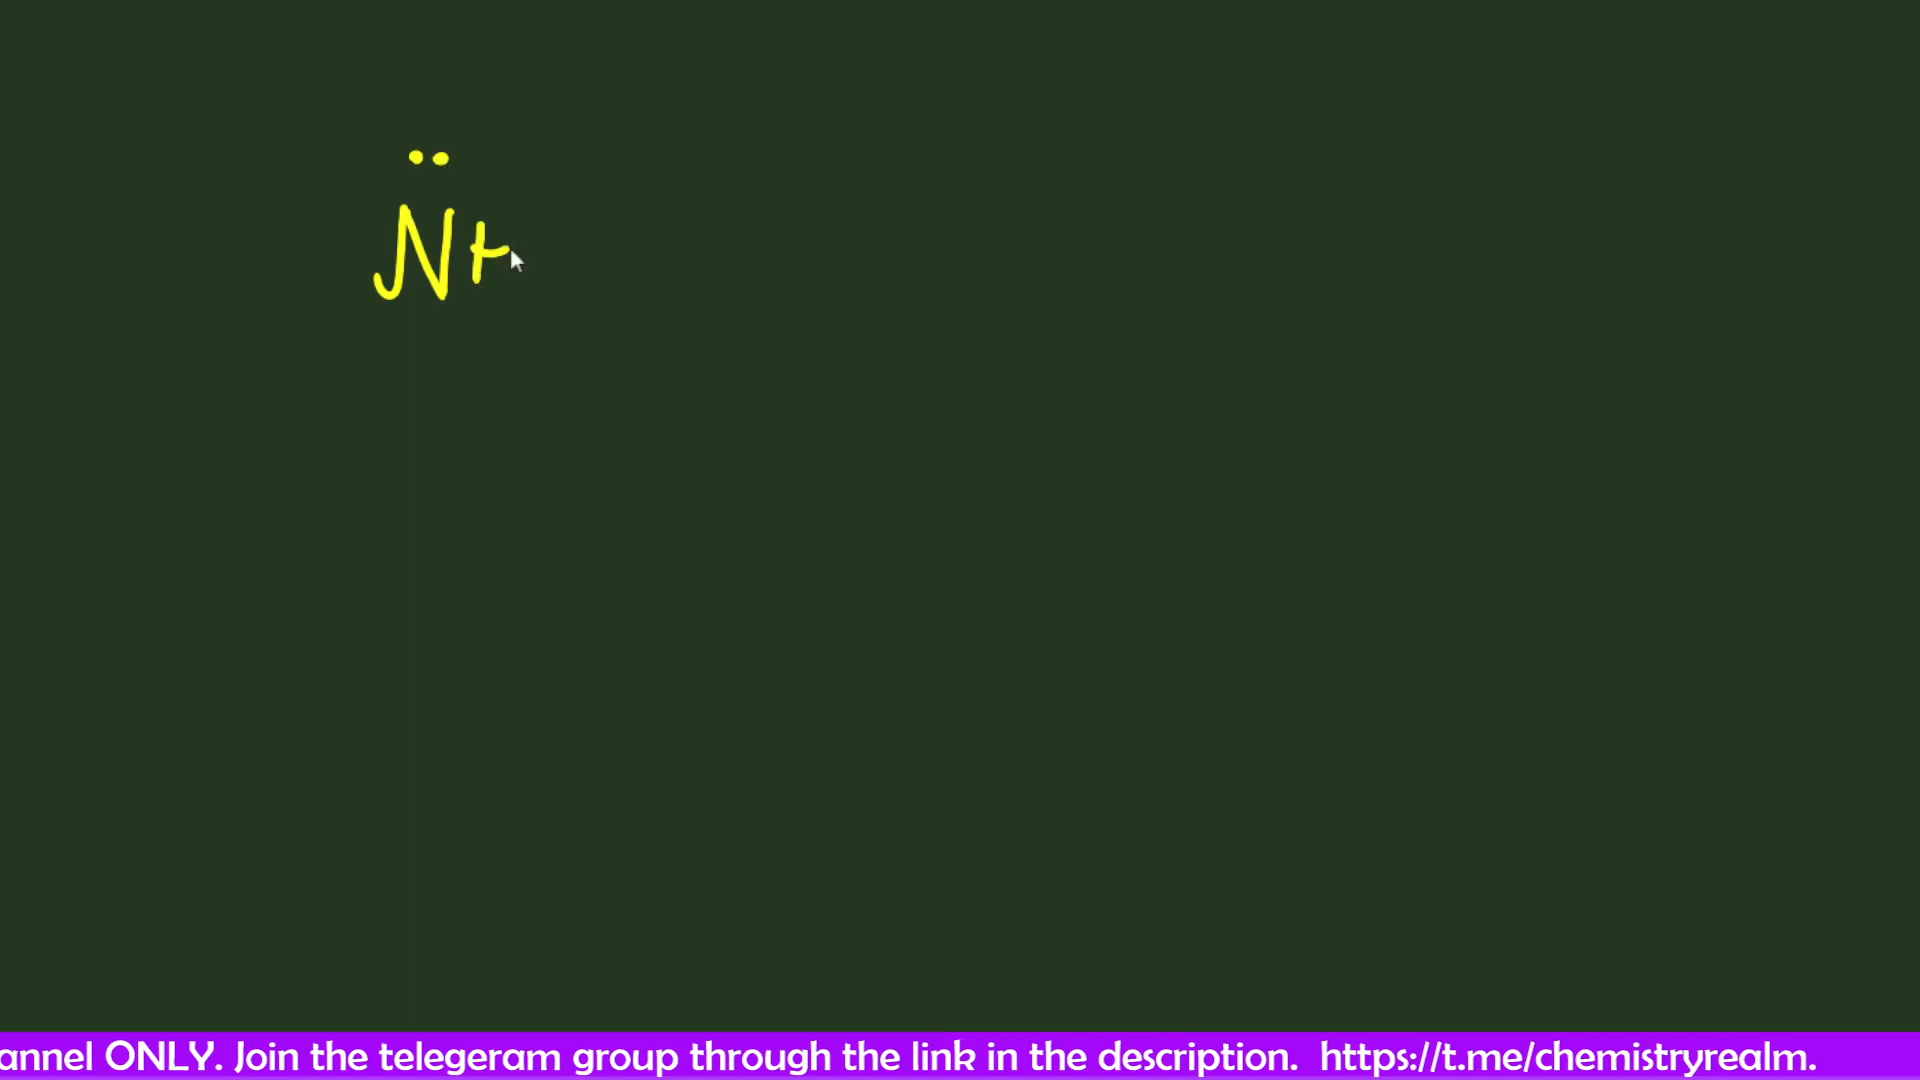 N̈
annel ONLY. Join the telegeram group through the link in the description. https://t.me/chemistryrealm.